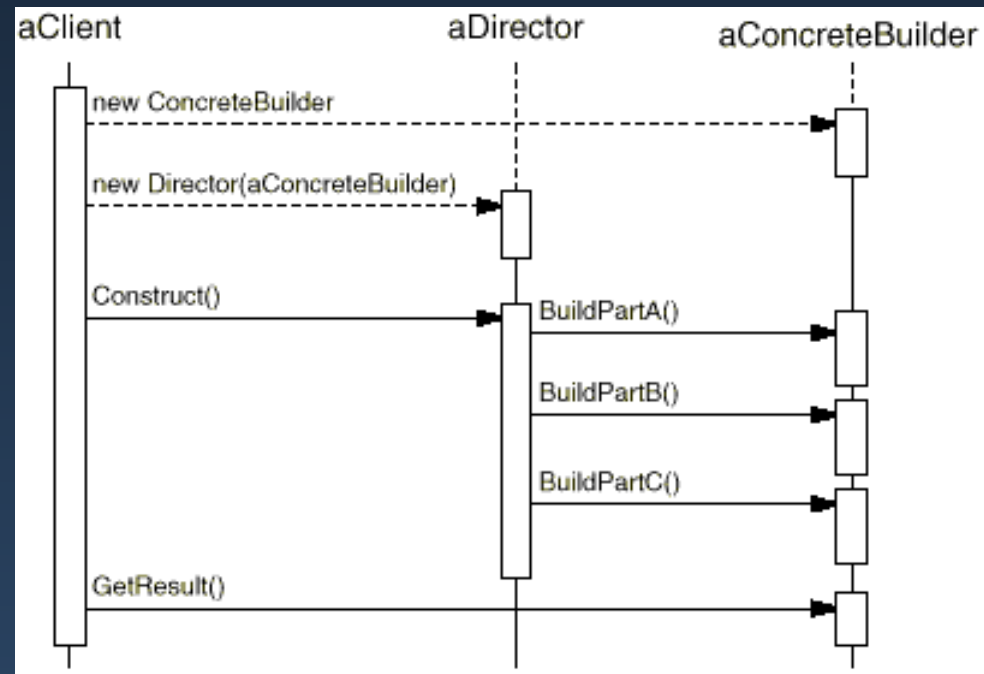 aClient
aDirector
aConcreteBuilder
new ConcreteBuilder
new Director(aConcreteBuilder)
Construct()
BuildPartA()
BuildPartB()
BuildPartC()
GetResult()